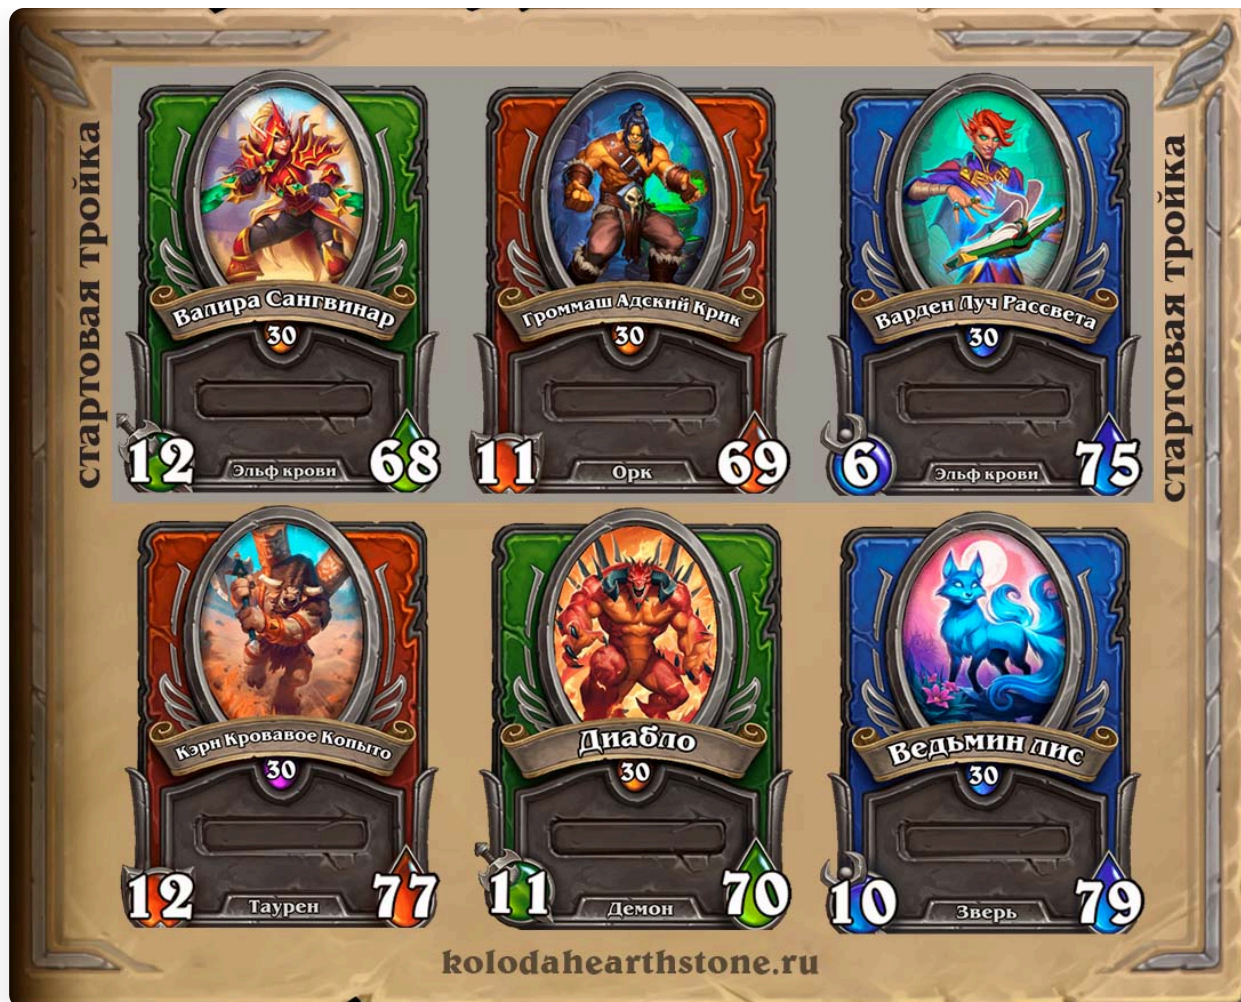 стартовая тройка
Валира Сангвинар
30
12
Эльф крови
68
Громмаш Адский Крик
30
11
Орк
69
Варден Луч Рассвета
30
6
Эльф крови
75
стартовая тройка
Кэрн Кровавое Копыто
30
12
Таурен
77
Диабло
30
11
Демон
70
Ведьмин лис
30
10
Зверь
79
kolodahearthstone.ru